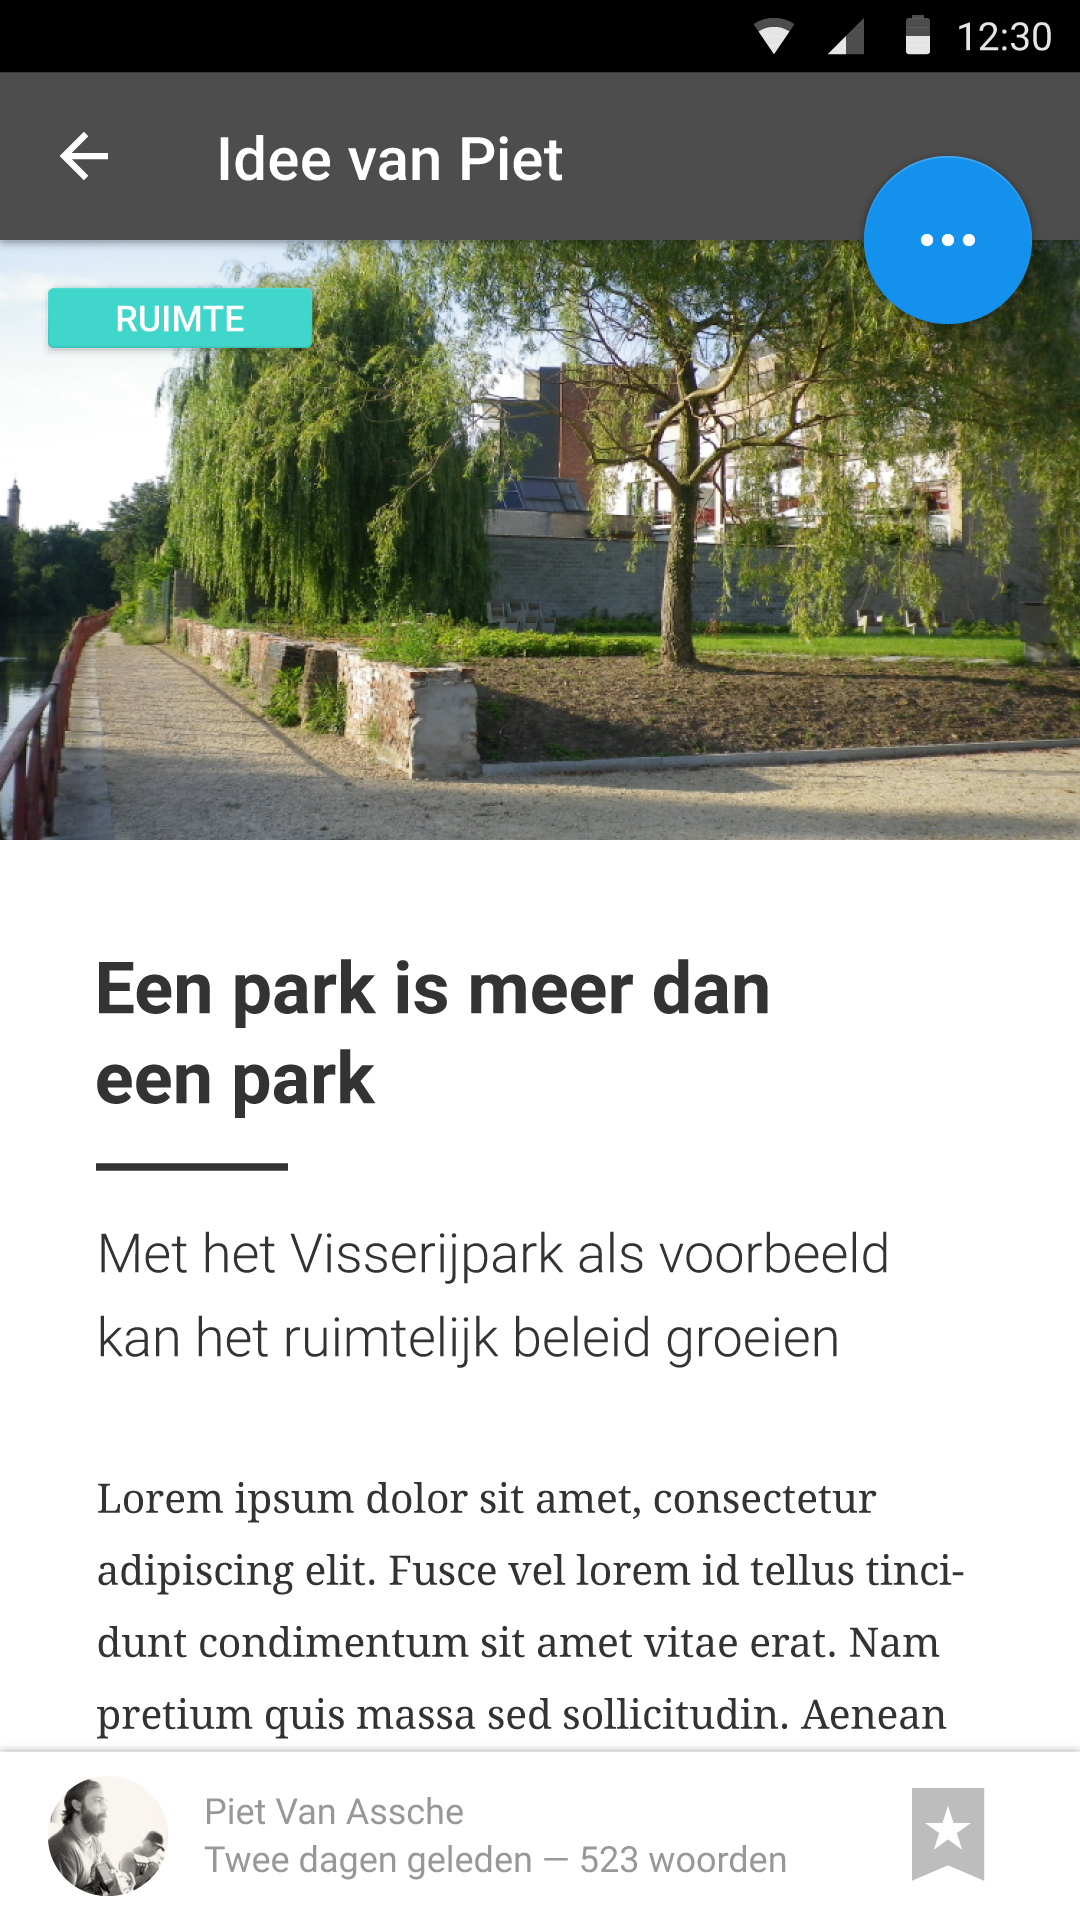 12:30
Idee van Piet
RUIMTE
Een park is meer dan
een park
Met het Visserijpark als voorbeeld
kan het ruimtelijk beleid groeien
Lorem ipsum dolor sit amet, consectetur
adipiscing elit. Fusce vel lorem id tellus tinci-
dunt condimentum sit amet vitae erat. Nam
pretium quis massa sed sollicitudin. Aenean
Piet Van Assche
Twee dagen geleden — 523 woorden